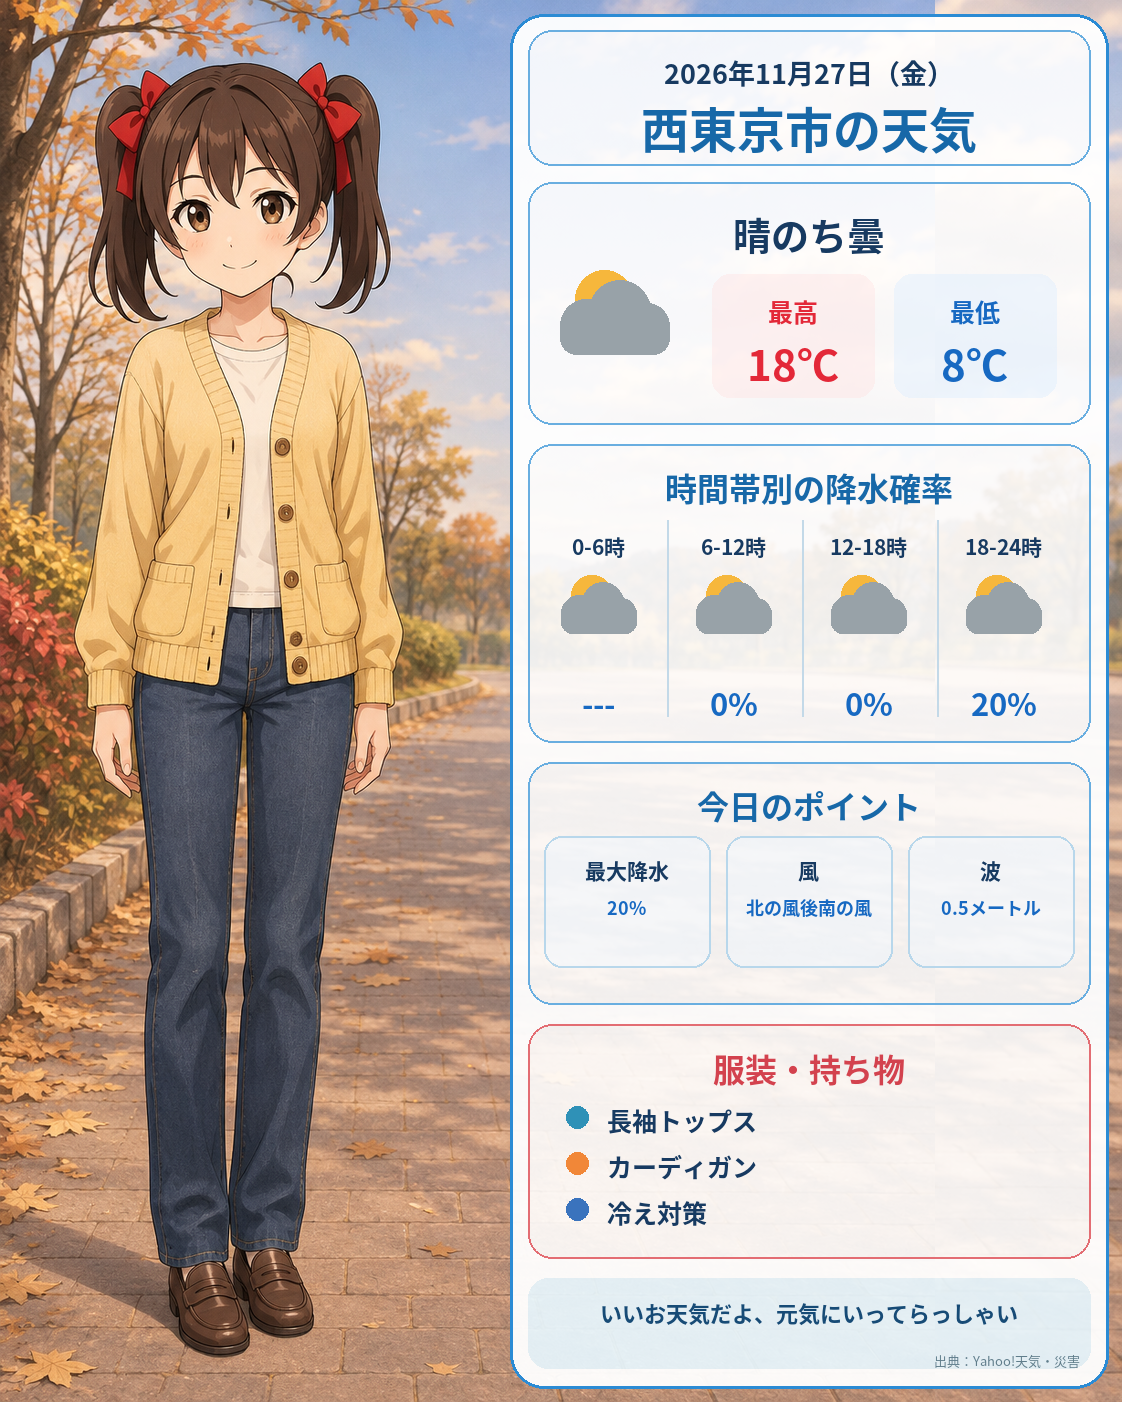 2026年11月27日（金）
西東京市の天気
晴のち曇
最高
18℃
最低
8℃
時間帯別の降水確率
0-6時
6-12時
12-18時
18-24時
---
0%
0%
20%
今日のポイント
最大降水
20%
風
北の風後南の風
波
0.5メートル
服装・持ち物
長袖トップス
カーディガン
冷え対策
いいお天気だよ、元気にいってらっしゃい
出典：Yahoo!天気・災害